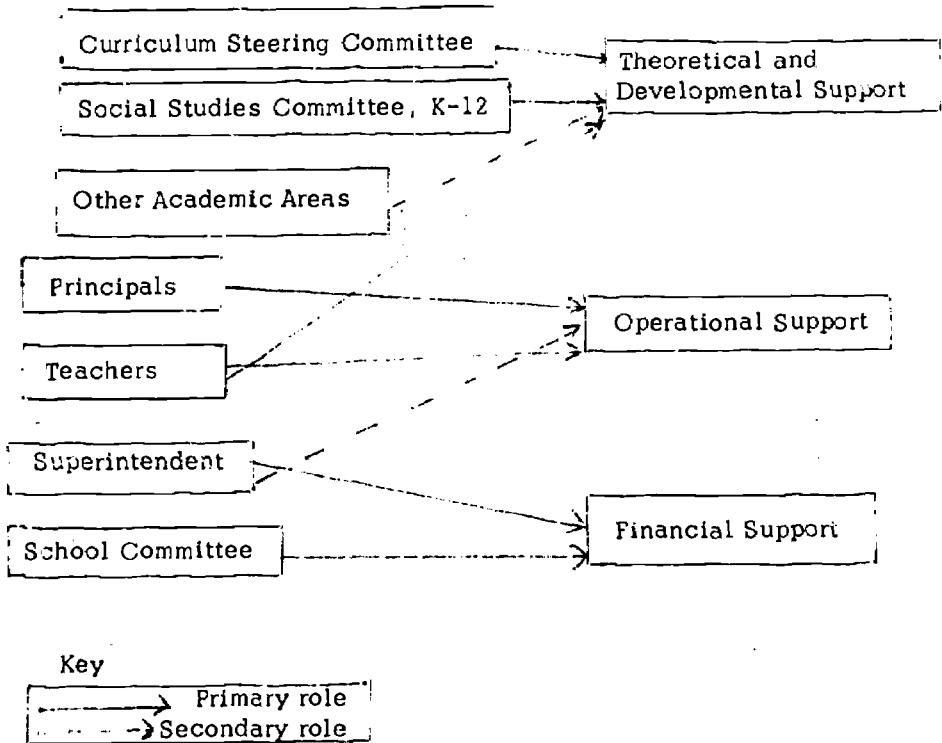 Curriculum Steering Committee
Social Studies Committee, K-12
Other Academic Areas
Principals
Teachers
Superintendent
School Committee
Theoretical and
Developmental Support
Operational Support
Financial Support
Key
Primary role
Secondary role